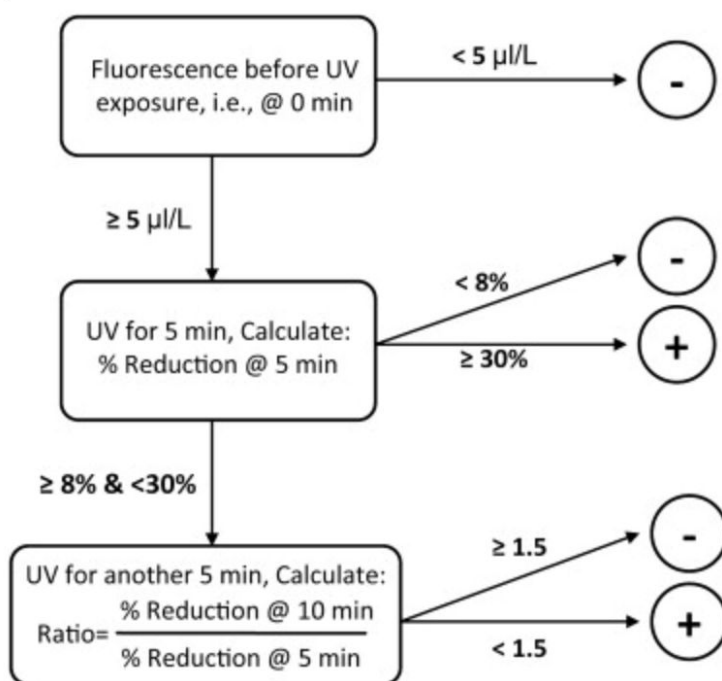 Fluorescence before UV
exposure, i.e., @ 0 min
< 5 µl/L
-
≥ 5 µl/L
UV for 5 min, Calculate:
% Reduction @ 5 min
< 8%
-
≥ 30%
+
≥ 8% & <30%
UV for another 5 min, Calculate:
Ratio= % Reduction @ 10 min
% Reduction @ 5 min
≥ 1.5
-
< 1.5
+